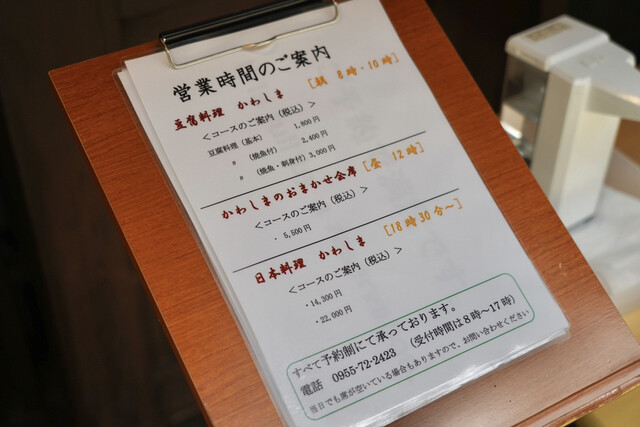 営業時間のご案内
豆腐料理 かわしま [朝 8時・10時]
<コースのご案内(税込)>
豆腐料理(基本) 1,800円
〃 (焼魚付) 2,400円
〃 (焼魚・刺身付) 3,000円
かわしまのおまかせ会席 [昼 12時]
<コースのご案内(税込)>
・5,500円
日本料理 かわしま [18時30分~]
<コースのご案内(税込)>
・14,300円
・22,000円
すべて予約制にて承っております。
電話 0955-72-2423 (受付時間は8時~17時)
当日でも席が空いている場合もありますので、お問い合わせください